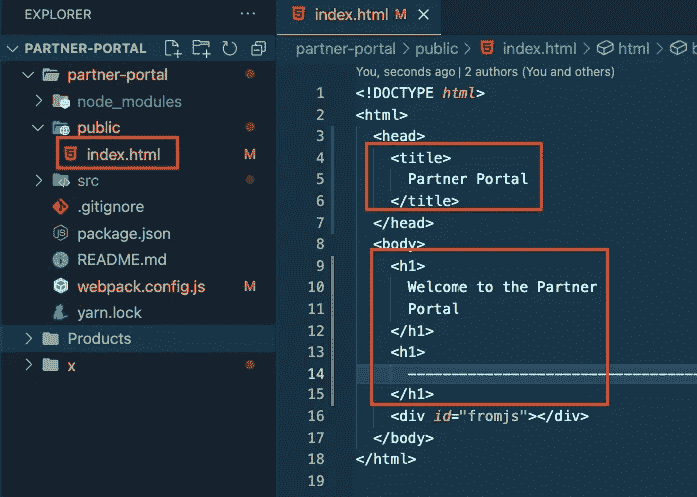 EXPLORER
PARTNER-PORTAL
partner-portal
node_modules
public
index.html M
src
.gitignore
package.json
README.md
webpack.config.js M
yarn.lock
Products
x
index.html M
partner-portal > public > index.html > html >
You, seconds ago | 2 authors (You and others)
1 <!DOCTYPE html>
2 <html>
3 <head>
4 <title>
5 Partner Portal
6 </title>
7 </head>
8 <body>
9 <h1>
10 Welcome to the Partner
11 Portal
12 </h1>
13 <h1>
14 ————————————————————————
15 </h1>
16 <div id="fromjs"></div>
17 </body>
18 </html>
19